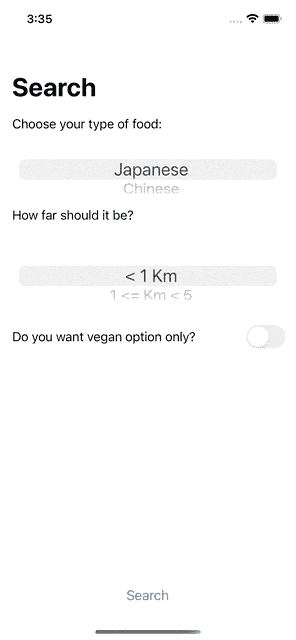 3:35
Search
Choose your type of food:
Japanese
Chinese
How far should it be?
< 1 Km
1 <= Km < 5
Do you want vegan option only?
Search